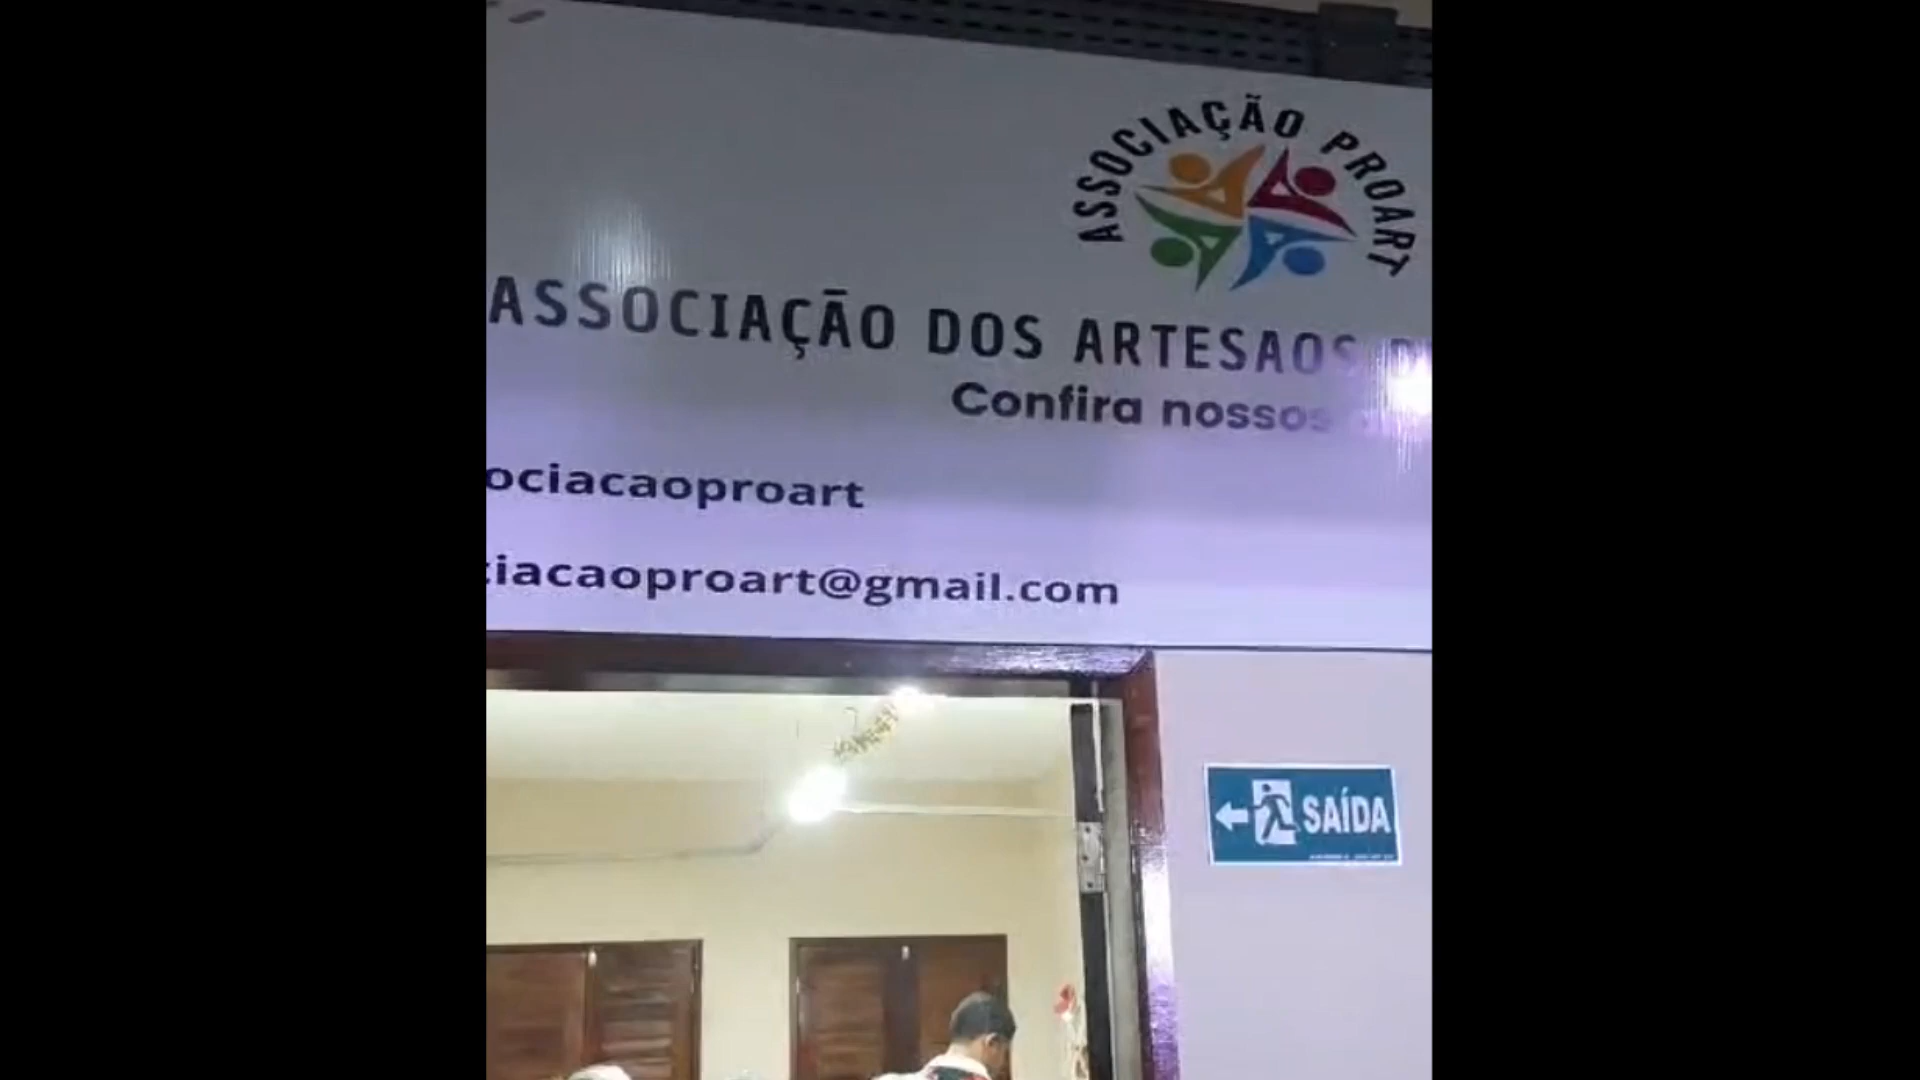 ASSOCIAÇÃO PROART
ASSOCIAÇÃO DOS ARTESAOS
Confira nossos
ociacaoproart
ciacaoproart@gmail.com
SAÍDA